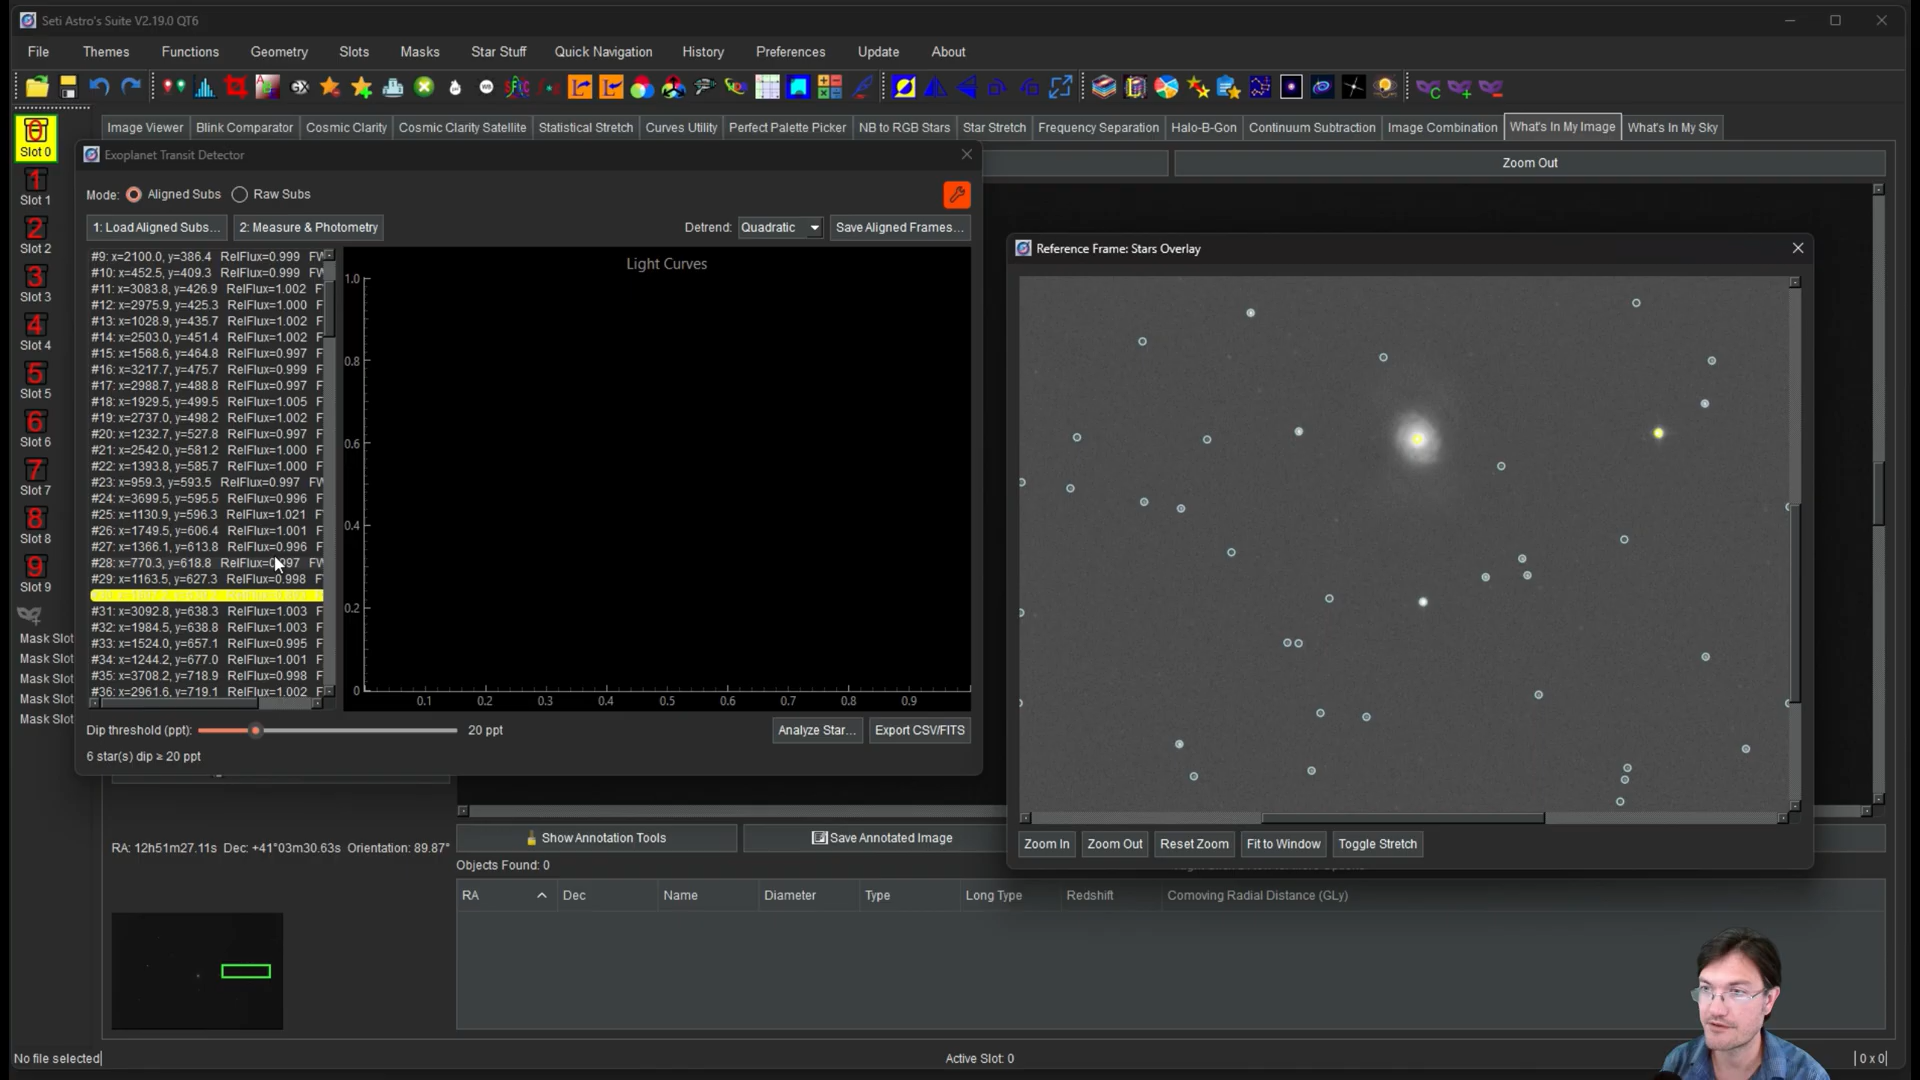 Seti Astro's Suite V2.19.0 QT6
File Themes Functions Geometry Slots Masks Star Stuff Quick Navigation History Preferences Update About
Image Viewer Blink Comparator Cosmic Clarity Cosmic Clarity Satellite Statistical Stretch Curves Utility Perfect Palette Picker NB to RGB Stars Star Stretch Frequency Separation Halo-B-Gon Continuum Subtraction Image Combination What's In My Image What's In My Sky
0
Slot 0
1
Slot 1
2
Slot 2
3
Slot 3
4
Slot 4
5
Slot 5
6
Slot 6
7
Slot 7
8
Slot 8
9
Slot 9
Mask Slot
Mask Slot
Mask Slot
Mask Slot
Mask Slot
Exoplanet Transit Detector
Mode: Aligned Subs Raw Subs
1: Load Aligned Subs... 2: Measure & Photometry Detrend: Quadratic Save Aligned Frames...
#9: x=2100.0, y=386.4 RelFlux=0.999 FW
#10: x=452.5, y=409.3 RelFlux=0.999 FW
#11: x=3083.8, y=426.9 RelFlux=1.002 F
#12: x=2975.9, y=425.3 RelFlux=1.000 F
#13: x=1028.9, y=435.7 RelFlux=1.002 F
#14: x=2503.0, y=451.4 RelFlux=1.002 F
#15: x=1568.6, y=464.8 RelFlux=0.997 F
#16: x=3217.7, y=475.7 RelFlux=0.999 F
#17: x=2988.7, y=488.8 RelFlux=0.997 F
#18: x=1929.5, y=499.5 RelFlux=1.005 F
#19: x=2737.0, y=498.2 RelFlux=1.002 F
#20: x=1232.7, y=527.8 RelFlux=0.997 F
#21: x=2542.0, y=581.2 RelFlux=1.000 F
#22: x=1393.8, y=585.7 RelFlux=1.000 F
#23: x=959.3, y=593.5 RelFlux=0.997 FW
#24: x=3699.5, y=595.5 RelFlux=0.996 F
#25: x=1130.9, y=596.3 RelFlux=1.021 F
#26: x=1749.5, y=606.4 RelFlux=1.001 F
#27: x=1366.1, y=613.8 RelFlux=0.996 F
#28: x=770.3, y=618.8 RelFlux=0.997 FW
#29: x=1163.5, y=627.3 RelFlux=0.998 F
#31: x=3092.8, y=638.3 RelFlux=1.003 F
#32: x=1984.5, y=638.8 RelFlux=1.003 F
#33: x=1524.0, y=657.1 RelFlux=0.995 F
#34: x=1244.2, y=677.0 RelFlux=1.001 F
#35: x=3708.2, y=718.9 RelFlux=0.998 F
#36: x=2961.6, y=719.1 RelFlux=1.002 F
Light Curves
1.0
0.8
0.6
0.4
0.2
0
0.1 0.2 0.3 0.4 0.5 0.6 0.7 0.8 0.9
Dip threshold (ppt): 20 ppt Analyze Star... Export CSV/FITS
6 star(s) dip ≥ 20 ppt
Zoom Out
Reference Frame: Stars Overlay
Zoom In Zoom Out Reset Zoom Fit to Window Toggle Stretch
RA: 12h51m27.11s Dec: +41°03m30.63s Orientation: 89.87°
Show Annotation Tools Save Annotated Image
Objects Found: 0
RA Dec Name Diameter Type Long Type Redshift Comoving Radial Distance (GLy)
No file selected Active Slot: 0 0 x 0